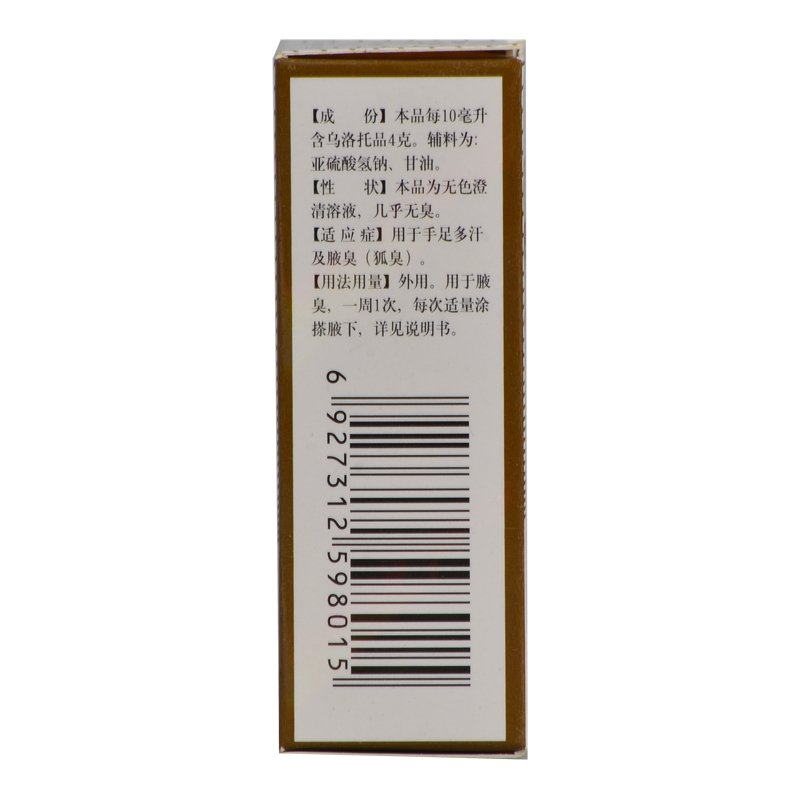 【成　份】本品每10毫升
含乌洛托品4克。辅料为:
亚硫酸氢钠、甘油。
【性　状】本品为无色澄
清溶液，几乎无臭。
【适应症】用于手足多汗
及腋臭（狐臭）。
【用法用量】外用。用于腋
臭，一周1次，每次适量涂
搽腋下，详见说明书。
6 927312 598015